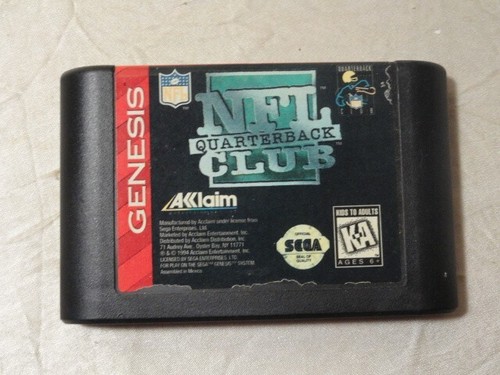 GENESIS
NFL
QUARTERBACK
CLUB
NFL
QUARTERBACK
CLUB
AKklaim
Manufactured by Acclaim under license from
Sega Enterprises, Ltd.
Marketed by Acclaim Entertainment, Inc.
Distributed by Acclaim Distribution, Inc.
71 Audrey Ave., Oyster Bay, NY 11771
® & © 1994 Acclaim Entertainment, Inc.
LICENSED BY SEGA ENTERPRISES, LTD.
FOR PLAY ON THE SEGA™ GENESIS™ SYSTEM
Assembled in Mexico
OFFICIAL
SEGA
SEAL OF
QUALITY
KIDS TO ADULTS
K-A
AGES 6+